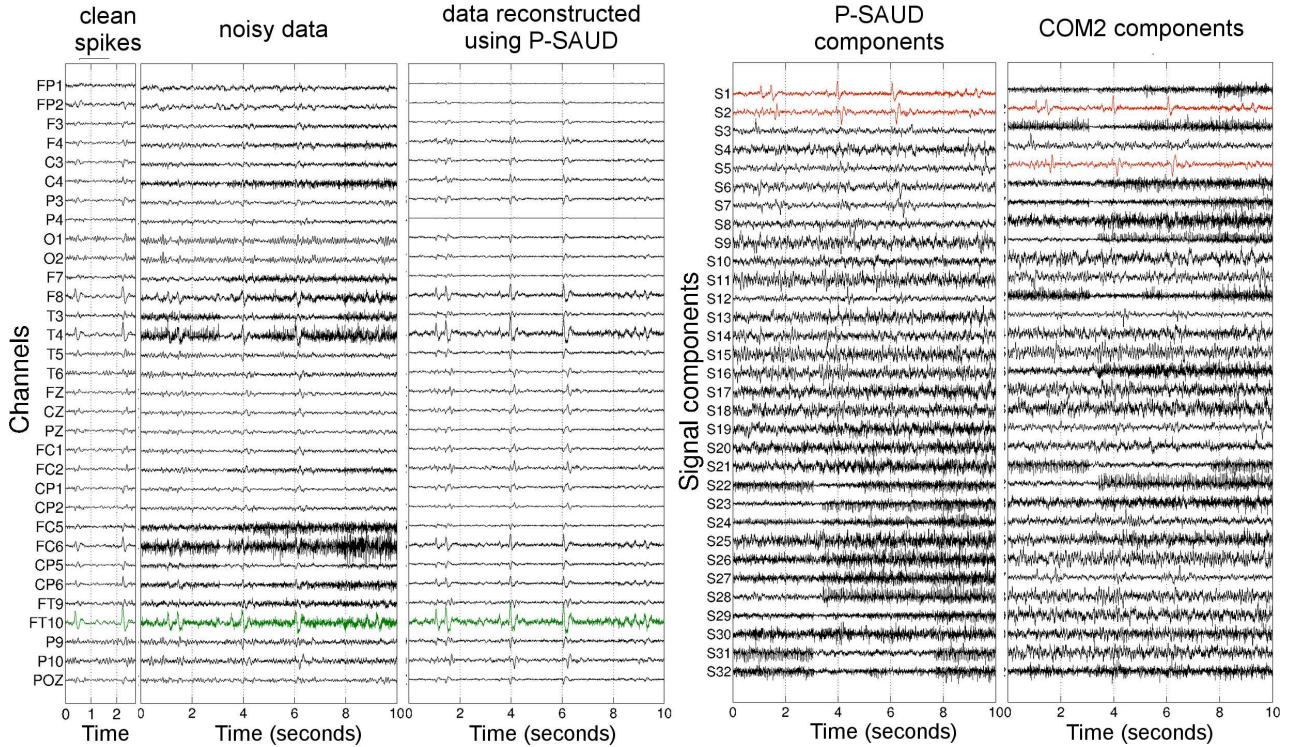 clean
spikes
noisy data
data reconstructed
using P-SAUD
P-SAUD
components
COM2 components
Channels
FP1
FP2
F3
F4
C3
C4
P3
P4
O1
O2
F7
F8
T3
T4
T5
T6
FZ
CZ
PZ
FC1
FC2
CP1
CP2
FC5
FC6
CP5
CP6
FT9
FT10
P9
P10
POZ
0 1 2
Time
0 2 4 6 8 10
Time (seconds)
0 2 4 6 8 10
Time (seconds)
Signal components
S1
S2
S3
S4
S5
S6
S7
S8
S9
S10
S11
S12
S13
S14
S15
S16
S17
S18
S19
S20
S21
S22
S23
S24
S25
S26
S27
S28
S29
S30
S31
S32
0 2 4 6 8 10
Time (seconds)
0 2 4 6 8 10
Time (seconds)